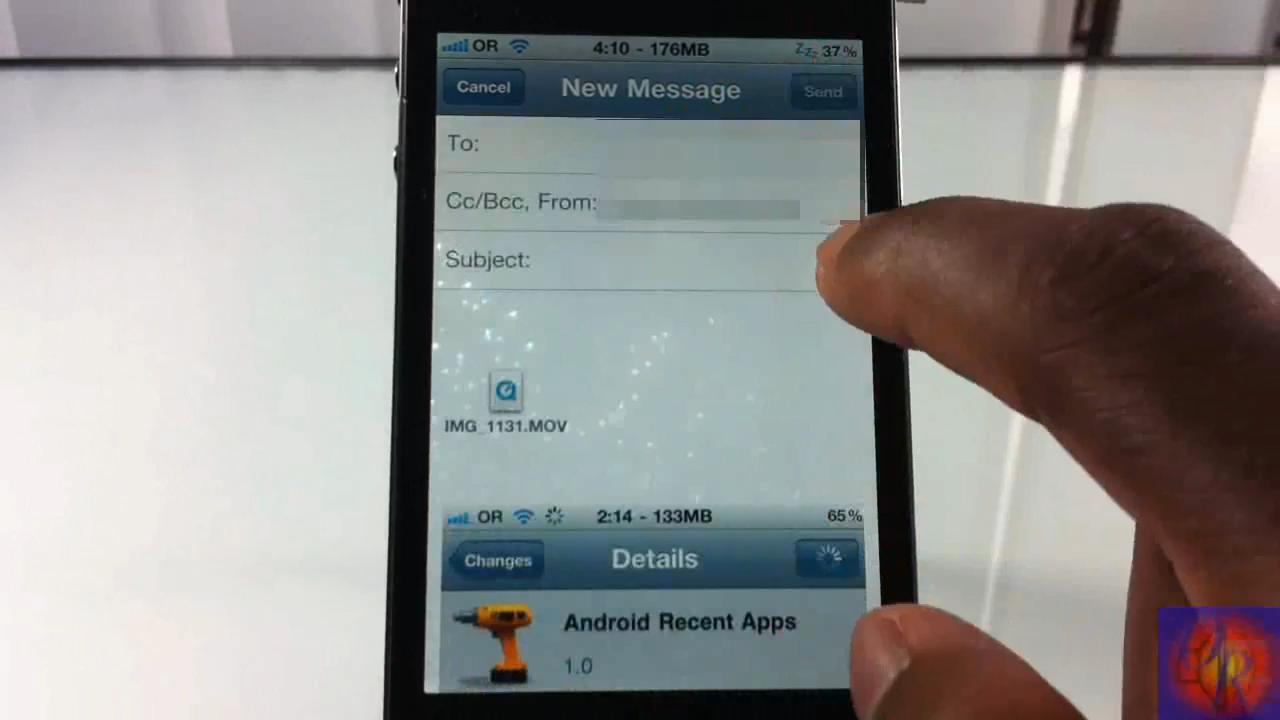 OR 4:10 - 176MB Zzz 37%
Cancel New Message Send
To:
Cc/Bcc, From:
Subject:
IMG_1131.MOV
OR 2:14 - 133MB 65%
Changes Details
Android Recent Apps
1.0